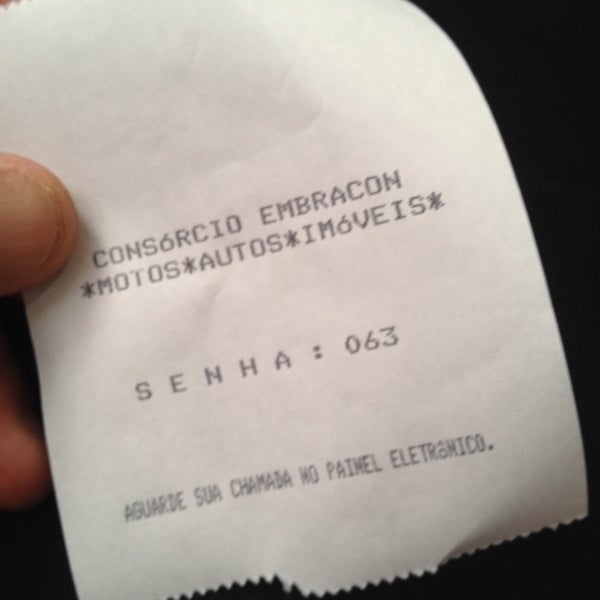 CONSóRCIO EMBRACON
*MOTOS*AUTOS*IMóVEIS*
S E N H A : 063
AGUARDE SUA CHAMADA NO PAINEL ELETRôNICO.